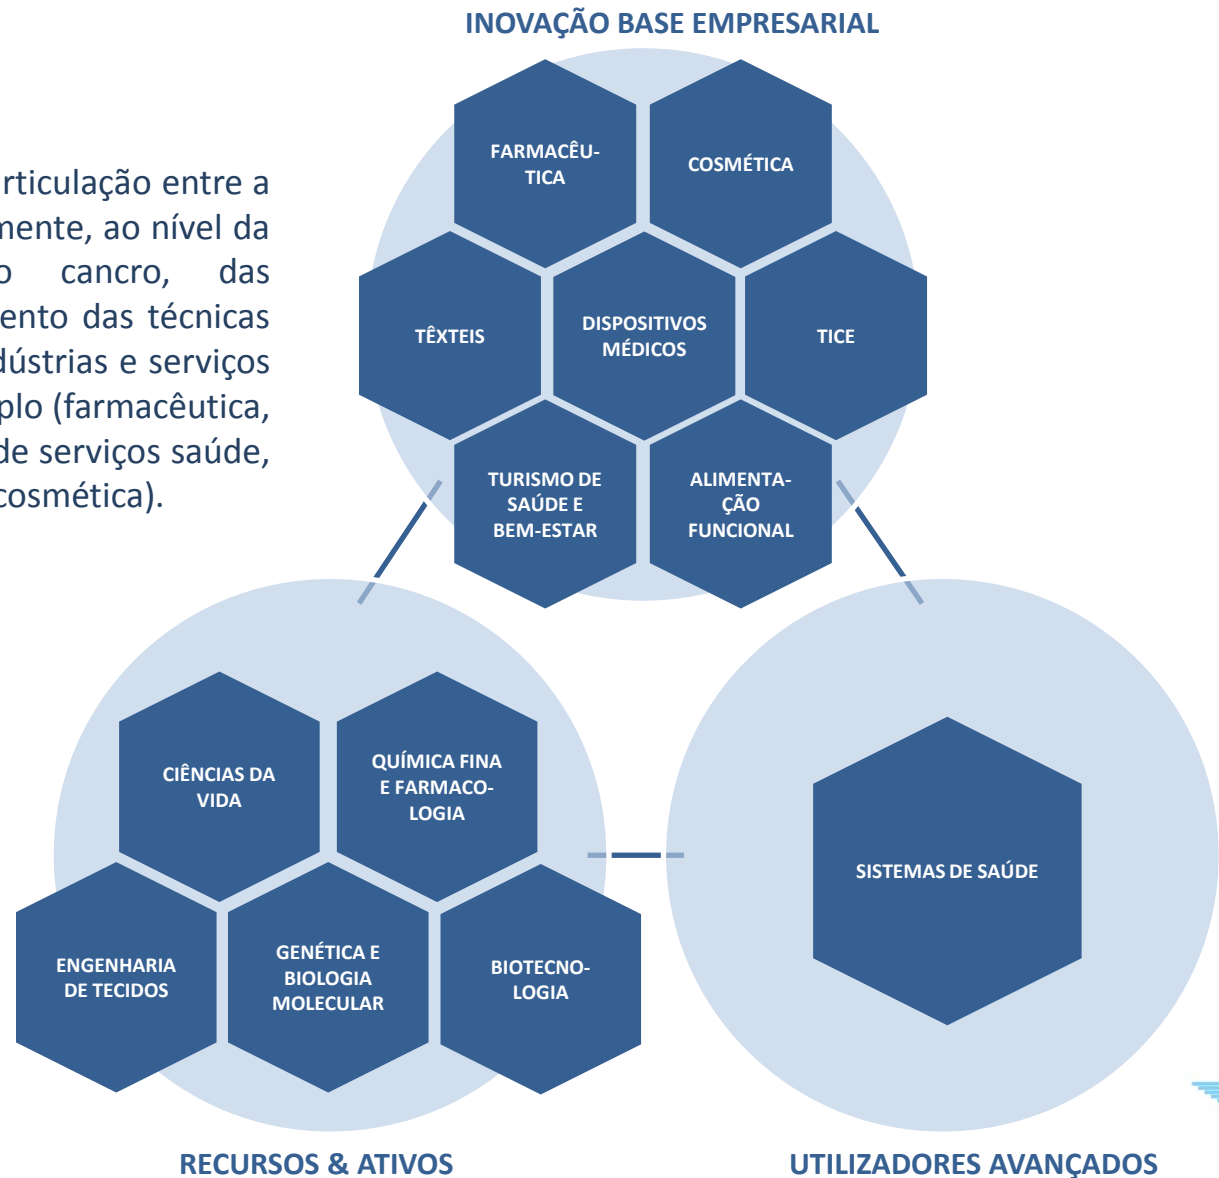 INOVAÇÃO BASE EMPRESARIAL
articulação entre a
mente, ao nível da
o cancro, das
ento das técnicas
dústrias e serviços
plo (farmacêutica,
de serviços saúde,
cosmética).
FARMACÊU-
TICA
COSMÉTICA
TÊXTEIS
DISPOSITIVOS
MÉDICOS
TICE
TURISMO DE
SAÚDE E
BEM-ESTAR
ALIMENTA-
ÇÃO
FUNCIONAL
CIÊNCIAS DA
VIDA
QUÍMICA FINA
E FARMACO-
LOGIA
ENGENHARIA
DE TECIDOS
GENÉTICA E
BIOLOGIA
MOLECULAR
BIOTECNO-
LOGIA
SISTEMAS DE SAÚDE
RECURSOS & ATIVOS
UTILIZADORES AVANÇADOS